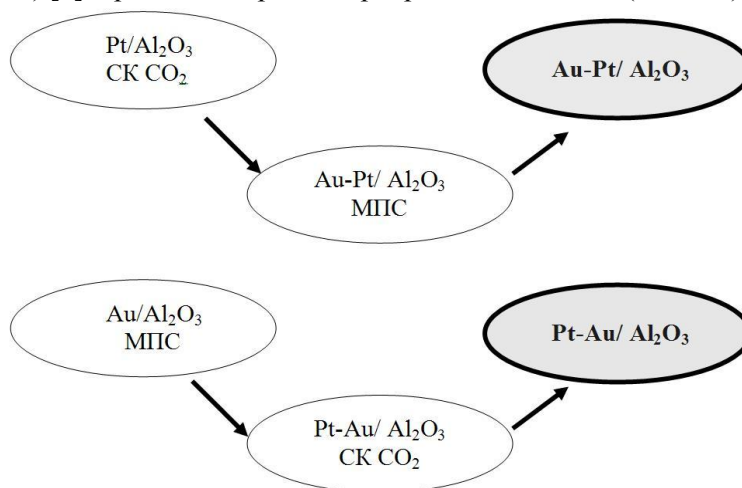 Pt/Al₂O₃
СК CO₂
Au-Pt/ Al₂O₃
Au-Pt/ Al₂O₃
МПС
Au/Al₂O₃
МПС
Pt-Au/ Al₂O₃
Pt-Au/ Al₂O₃
СК CO₂